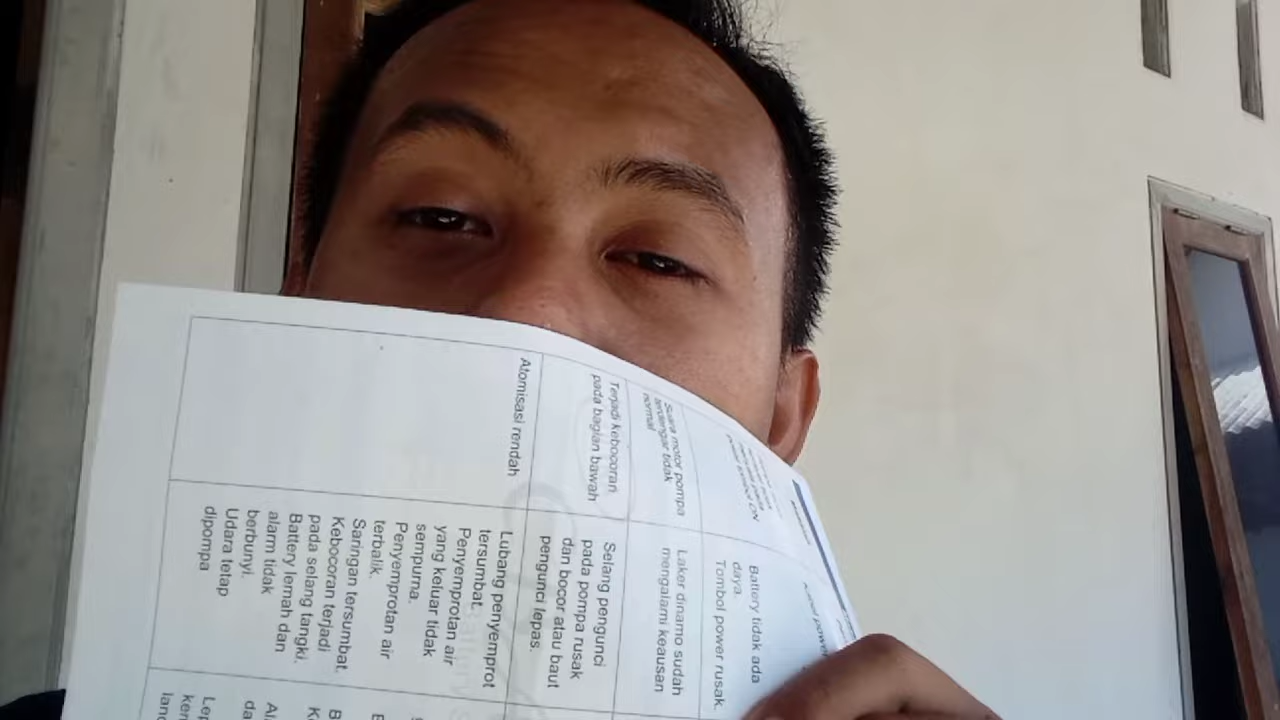 power tombol ON
Battery tidak ada
daya.
Tombol power rusak.
Suara motor pompa
terdengar tidak
normal
Laker dinamo sudah
mengalami keausan
Terjadi kebocoran
pada bagian bawah
Selang pengunci
pada pompa rusak
dan bocor atau baut
pengunci lepas.
Atomisasi rendah
Lubang penyemprot
tersumbat.
Penyemprotan air
yang keluar tidak
sempurna.
Penyemprotan air
terbalik.
Saringan tersumbat.
Kebocoran terjadi
pada selang tangki.
Battery lemah dan
alarm tidak
berbunyi.
Udara tetap
dipompa